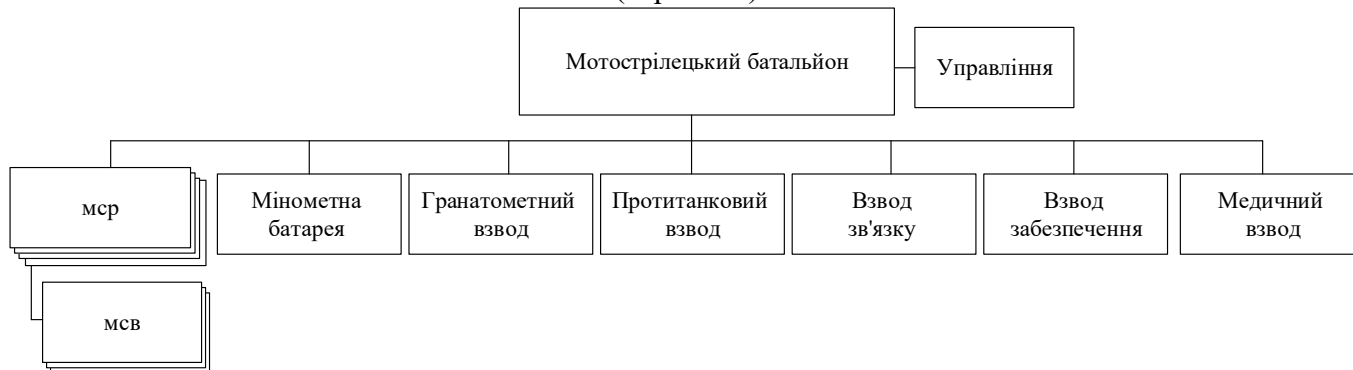 Мотострілецький батальйон
Управління
мср
Мінометна
батарея
Гранатометний
взвод
Протитанковий
взвод
Взвод
зв'язку
Взвод
забезпечення
Медичний
взвод
мсв